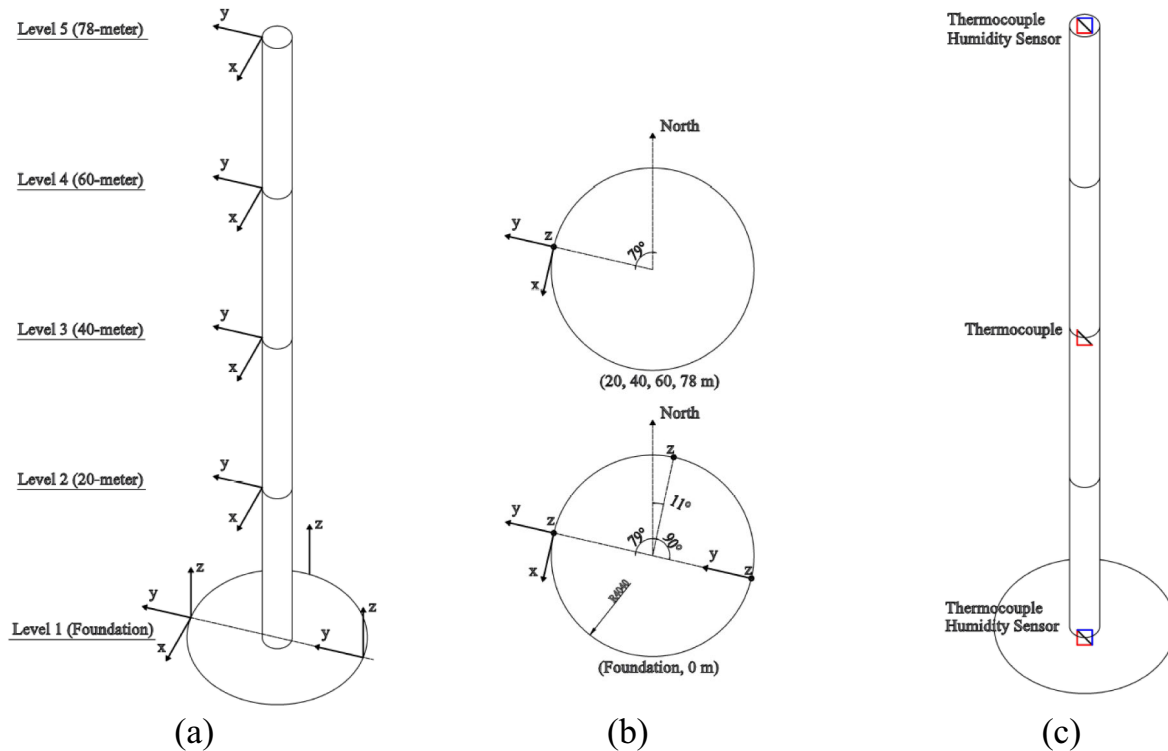 y
Level 5 (78-meter)
x
y
Level 4 (60-meter)
x
y
Level 3 (40-meter)
x
y
Level 2 (20-meter)
x
z
z
y
z
Level 1 (Foundation)
y
x
(a)
North
y
z
79°
x
(20, 40, 60, 78 m)
North
z
11°
y
z
79°
90°
y
x
z
R4040
(Foundation, 0 m)
(b)
Thermocouple
Humidity Sensor
Thermocouple
Thermocouple
Humidity Sensor
(c)